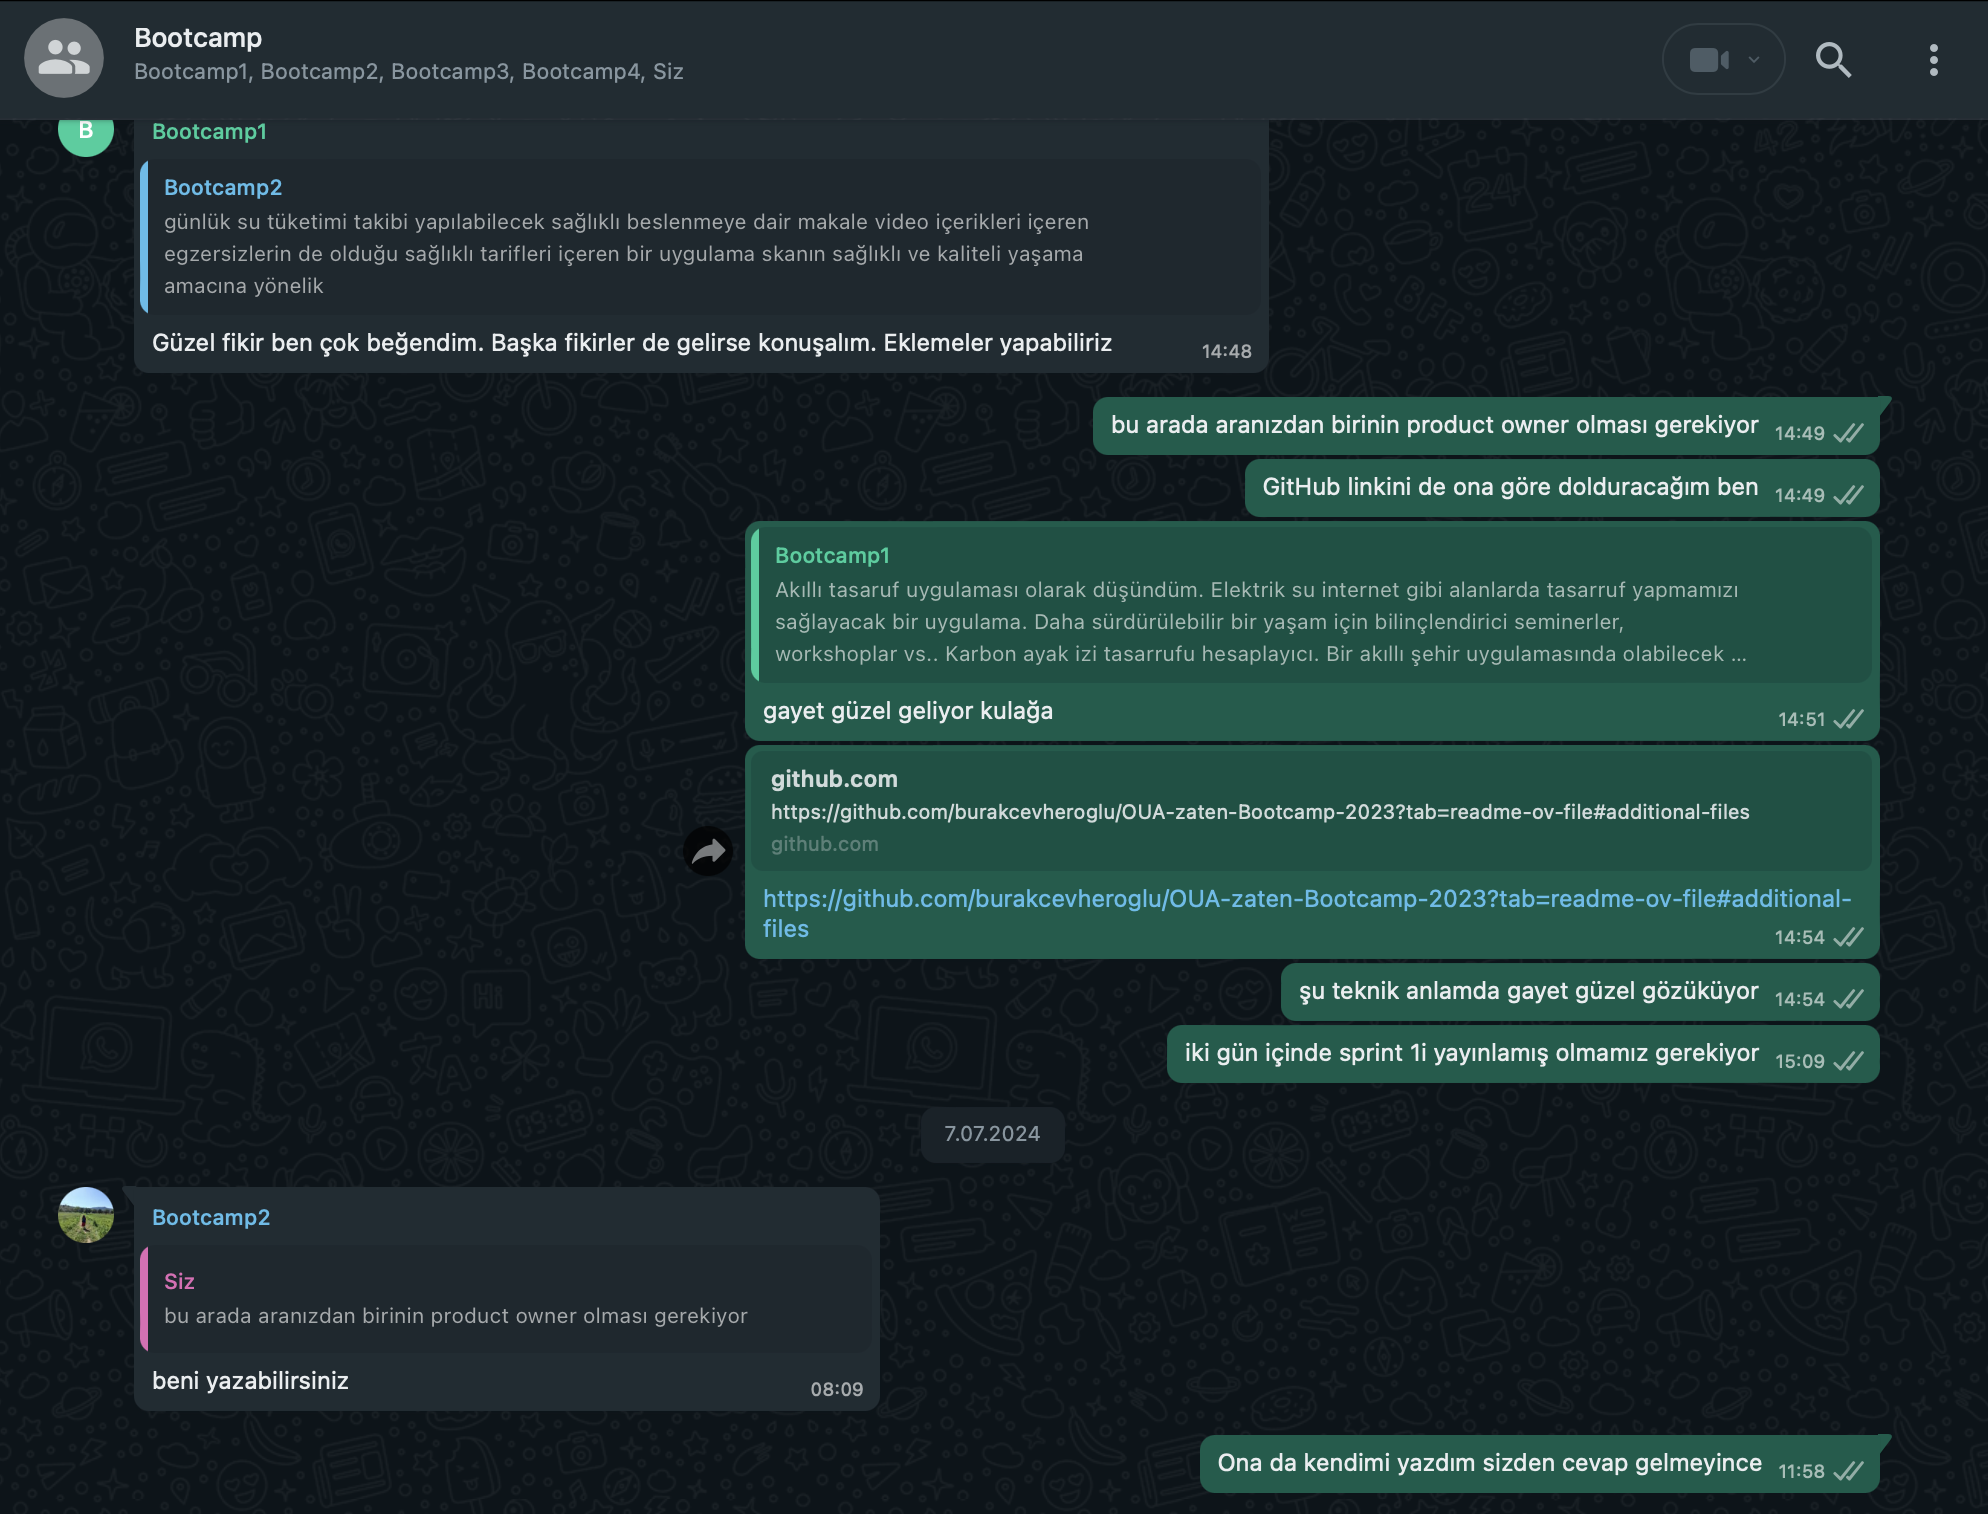 Bootcamp
Bootcamp1, Bootcamp2, Bootcamp3, Bootcamp4, Siz
B
Bootcamp1
Bootcamp2
günlük su tüketimi takibi yapılabilecek sağlıklı beslenmeye dair makale video içerikleri içeren
egzersizlerin de olduğu sağlıklı tarifleri içeren bir uygulama skanın sağlıklı ve kaliteli yaşama
amacına yönelik
Güzel fikir ben çok beğendim. Başka fikirler de gelirse konuşalım. Eklemeler yapabiliriz
14:48
bu arada aranızdan birinin product owner olması gerekiyor 14:49
GitHub linkini de ona göre dolduracağım ben 14:49
Bootcamp1
Akıllı tasaruf uygulaması olarak düşündüm. Elektrik su internet gibi alanlarda tasarruf yapmamızı
sağlayacak bir uygulama. Daha sürdürülebilir bir yaşam için bilinçlendirici seminerler,
workshoplar vs.. Karbon ayak izi tasarrufu hesaplayıcı. Bir akıllı şehir uygulamasında olabilecek ...
gayet güzel geliyor kulağa
14:51
github.com
https://github.com/burakcevheroglu/OUA-zaten-Bootcamp-2023?tab=readme-ov-file#additional-files
github.com
https://github.com/burakcevheroglu/OUA-zaten-Bootcamp-2023?tab=readme-ov-file#additional-
files
14:54
şu teknik anlamda gayet güzel gözüküyor 14:54
iki gün içinde sprint 1i yayınlamış olmamız gerekiyor 15:09
7.07.2024
Bootcamp2
Siz
bu arada aranızdan birinin product owner olması gerekiyor
beni yazabilirsiniz
08:09
Ona da kendimi yazdım sizden cevap gelmeyince 11:58